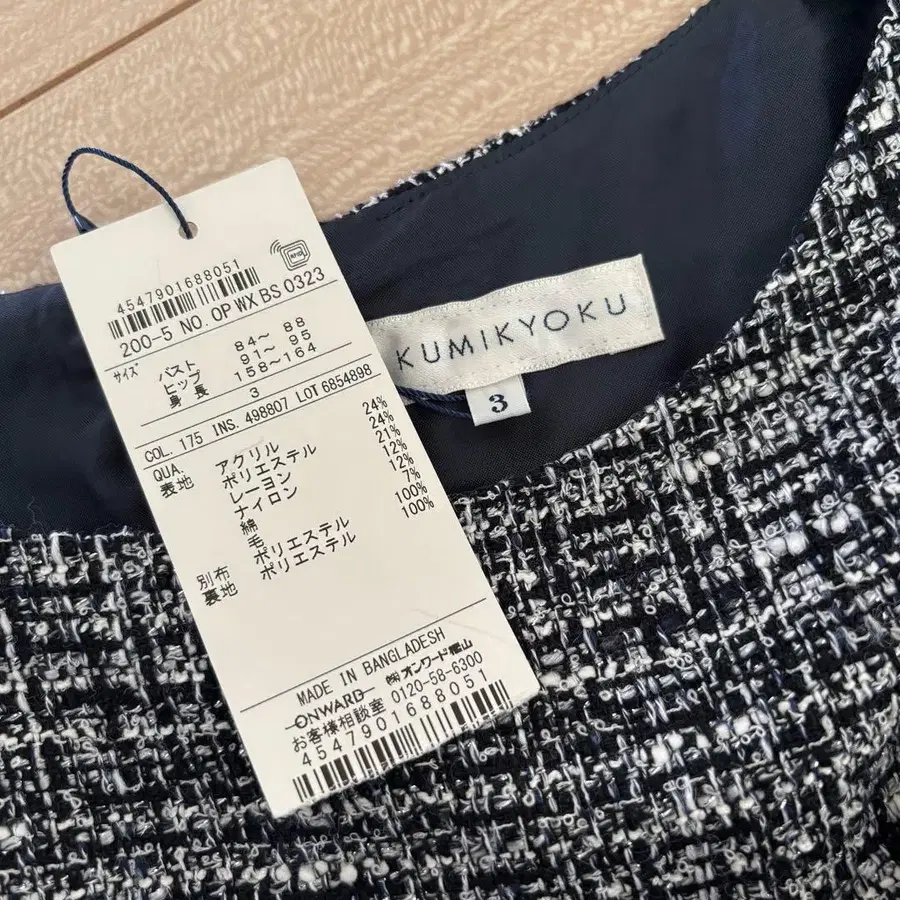 RFID
4547901688051
200-5 NO. OP WX BS 0323
サイズ バスト 84～ 88
ヒップ 91～ 95
身長 158～164
3
COL. 175 INS. 498807 LOT 6854898
QUA.
表地 アクリル 24%
ポリエステル 24%
レーヨン 21%
ナイロン 12%
綿 12%
毛 7%
別布 ポリエステル 100%
裏地 ポリエステル 100%
MADE IN BANGLADESH
ONWARD ㈱オンワード樫山
お客様相談室 0120-58-6300
4547901688051
KUMIKYOKU
3